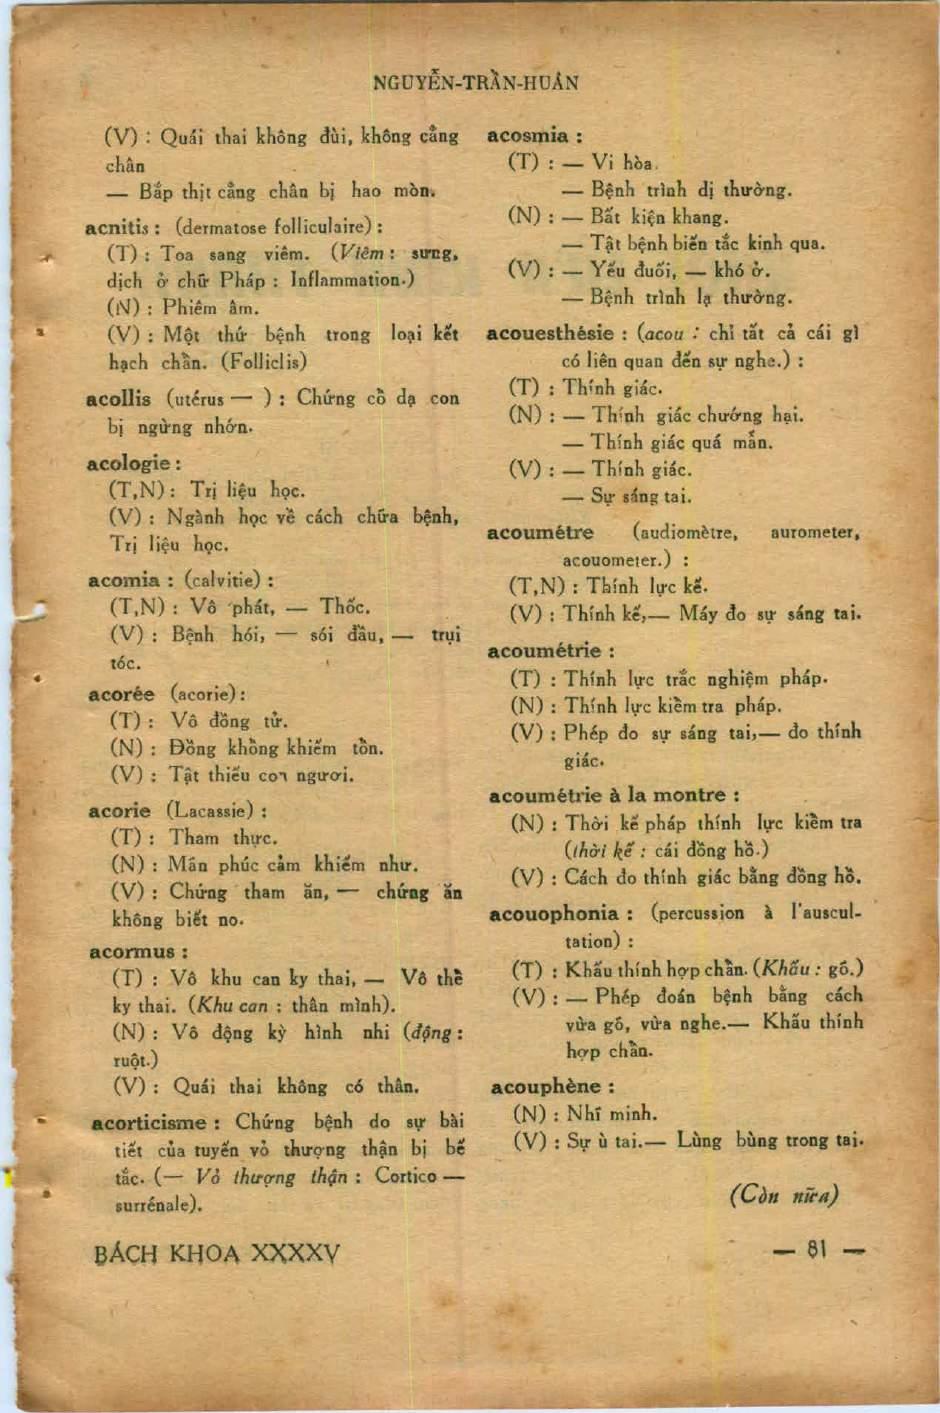 NGUYỄN-TRẦN-HUÂN
(V) : Quái thai không đùi, không cẳng
chân
— Bắp thịt cẳng chân bị hao mòn.
acnitis : (dermatose folliculaire) :
(T) : Toa sang viêm. (Viêm : sưng,
dịch ở chữ Pháp : Inflammation.)
(N) : Phiêm âm.
(V) : Một thứ bệnh trong loại kết
hạch chẩn. (Folliclis)
acollis (utérus — ) : Chứng cổ dạ con
bị ngừng nhớn.
acologie :
(T,N) : Trị liệu học.
(V) : Ngành học về cách chữa bệnh,
Trị liệu học.
acomia : (calvitie) :
(T,N) : Vô phát, — Thốc.
(V) : Bệnh hói, — sói đầu, — trụi
tóc.
acorée (acorie) :
(T) : Vô đồng tử.
(N) : Đồng khổng khiếm tồn.
(V) : Tật thiếu con ngươi.
acorie (Lacassie) :
(T) : Tham thực.
(N) : Mãn phúc cảm khiếm như.
(V) : Chứng tham ăn, — chứng ăn
không biết no.
acormus :
(T) : Vô khu can ky thai, — Vô thể
ky thai. (Khu can : thân mình).
(N) : Vô động kỳ hình nhi (động :
ruột.)
(V) : Quái thai không có thân.
acorticisme : Chứng bệnh do sự bài
tiết của tuyến vỏ thượng thận bị bế
tắc. (— Vỏ thượng thận : Cortico —
surrénale).
acosmia :
(T) : — Vi hòa.
— Bệnh trình dị thường.
(N) : — Bất kiện khang.
— Tật bệnh biến tắc kinh qua.
(V) : — Yếu đuối, — khó ở.
— Bệnh trình lạ thường.
acouesthésie : (acou : chỉ tất cả cái gì
có liên quan đến sự nghe.) :
(T) : Thính giác.
(N) : — Thính giác chướng hại.
— Thính giác quá mẫn.
(V) : — Thính giác.
— Sự sáng tai.
acoumétre (audiomètre, aurometer,
acouometer.) :
(T,N) : Thính lực kế.
(V) : Thính kế,— Máy đo sự sáng tai.
acoumétrie :
(T) : Thính lực trắc nghiệm pháp.
(N) : Thính lực kiểm tra pháp.
(V) : Phép đo sự sáng tai,— đo thính
giác.
acoumétrie à la montre :
(N) : Thời kế pháp thính lực kiểm tra
(thời kế : cái đồng hồ.)
(V) : Cách đo thính giác bằng đồng hồ.
acouophonia : (percussion à l'auscul-
tation) :
(T) : Khấu thính hợp chẩn. (Khấu : gõ.)
(V) : — Phép đoán bệnh bằng cách
vừa gõ, vừa nghe.— Khấu thính
hợp chẩn.
acouphène :
(N) : Nhĩ minh.
(V) : Sự ù tai.— Lùng bùng trong tai.
(Còn nữa)
BÁCH KHOA XXXXV
— 81 —